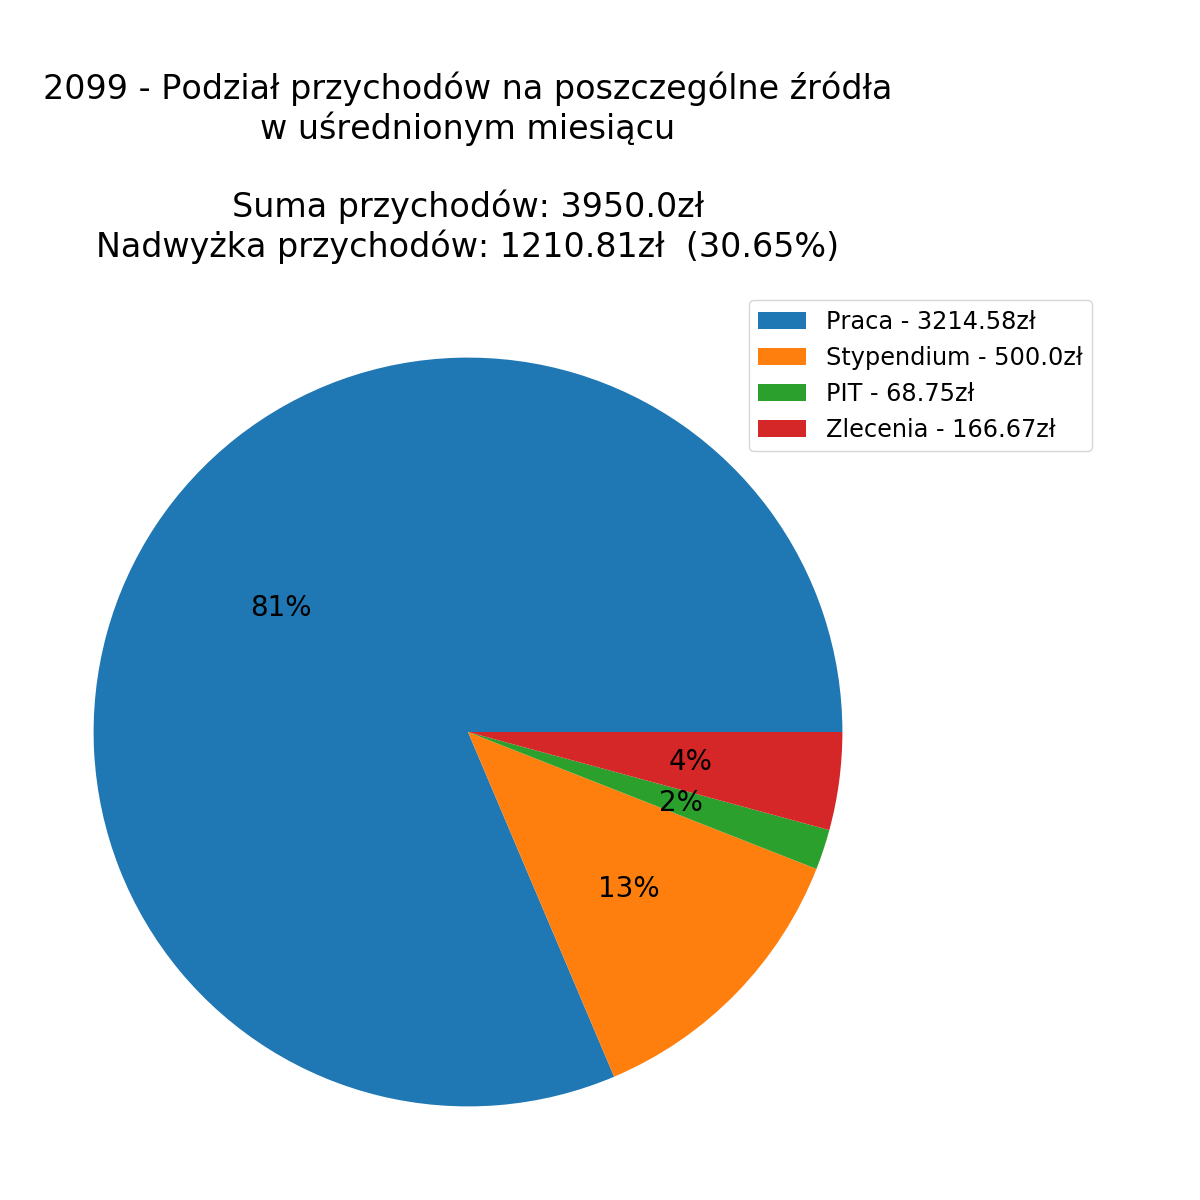 2099 - Podział przychodów na poszczególne źródła
w uśrednionym miesiącu
Suma przychodów: 3950.0zł
Nadwyżka przychodów: 1210.81zł  (30.65%)
Praca - 3214.58zł
Stypendium - 500.0zł
PIT - 68.75zł
Zlecenia - 166.67zł
81%
4%
2%
13%